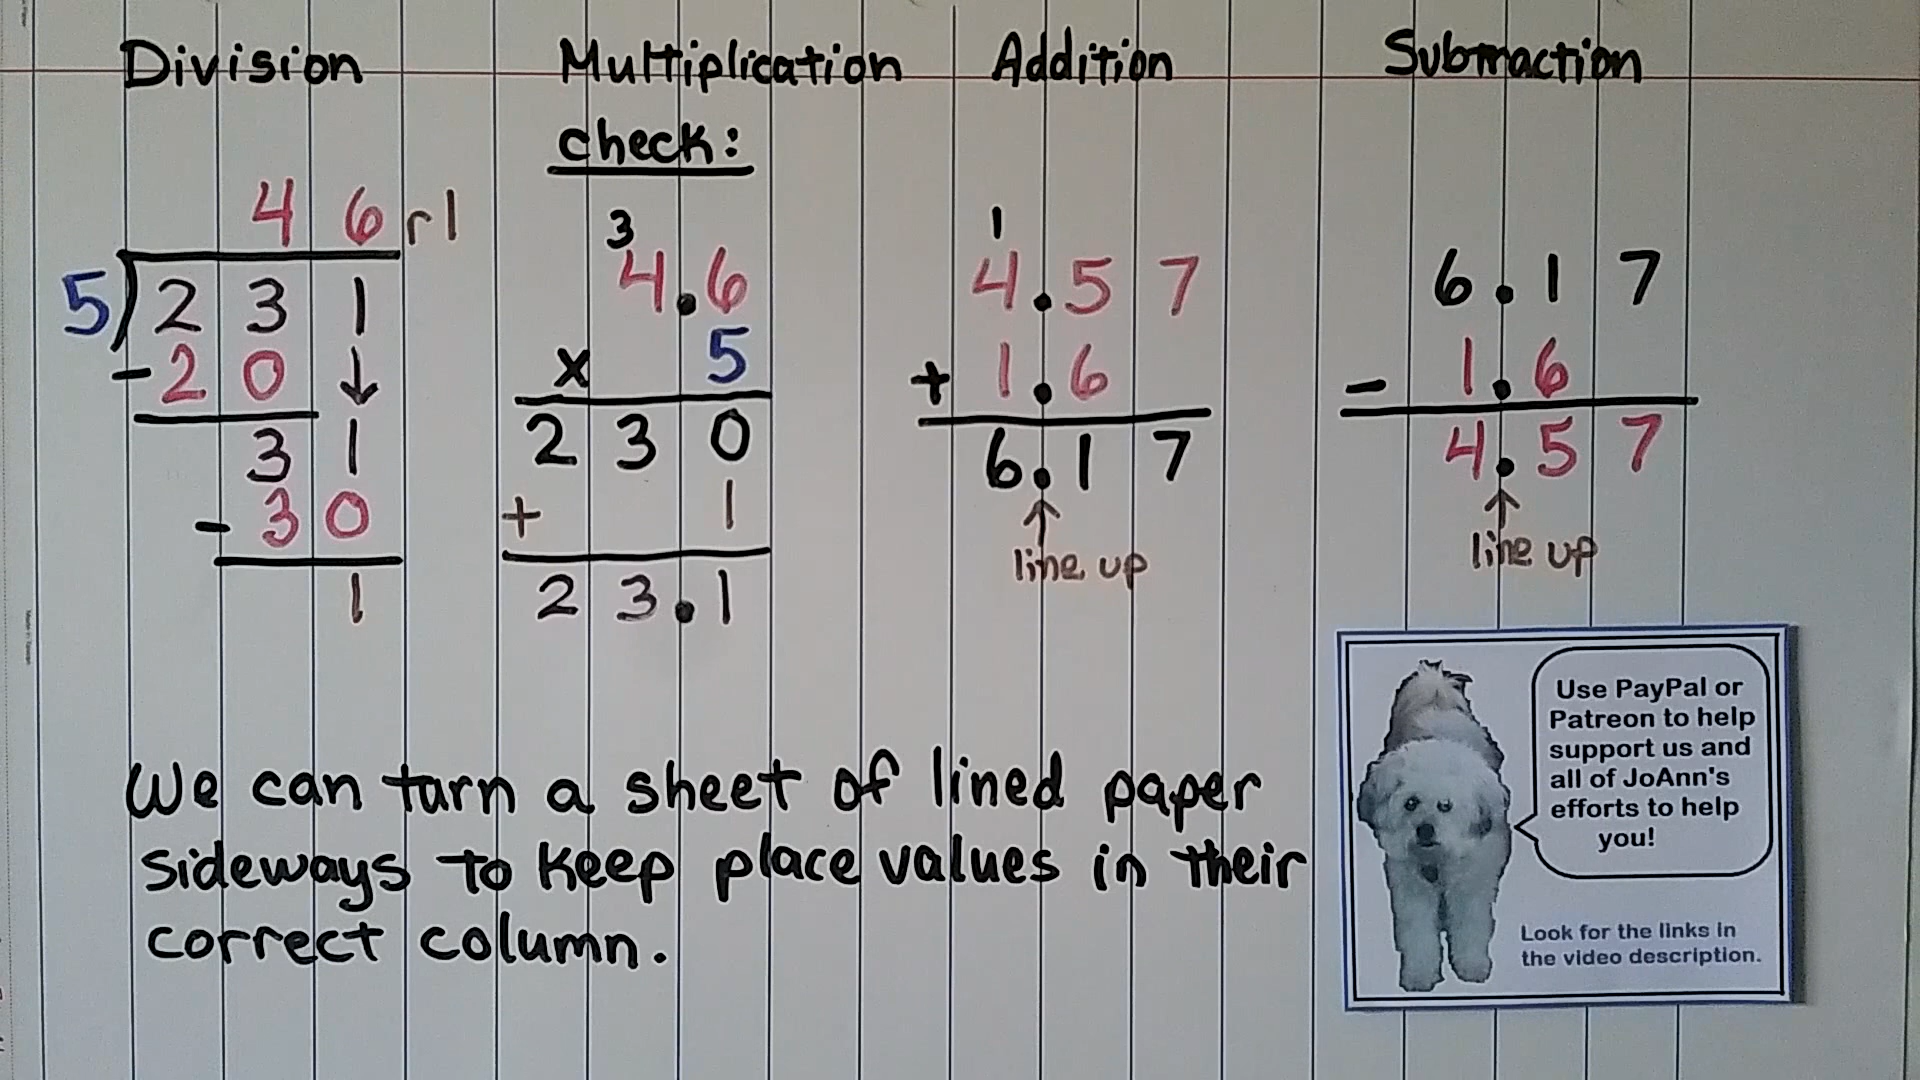 Division
Multiplication
Addition
Subtraction
check:
4 6 r1
5)2 3 1
-2 0 ↓
3 1
-3 0
1
3
4.6
x 5
2 3 0
+ 1
2 3.1
1
4.5 7
+ 1.6
6.1 7
↑
line up
6.1 7
- 1.6
4.5 7
↑
line up
We can turn a sheet of lined paper
sideways to keep place values in their
correct column.
Use PayPal or
Patreon to help
support us and
all of JoAnn's
efforts to help
you!
Look for the links in
the video description.